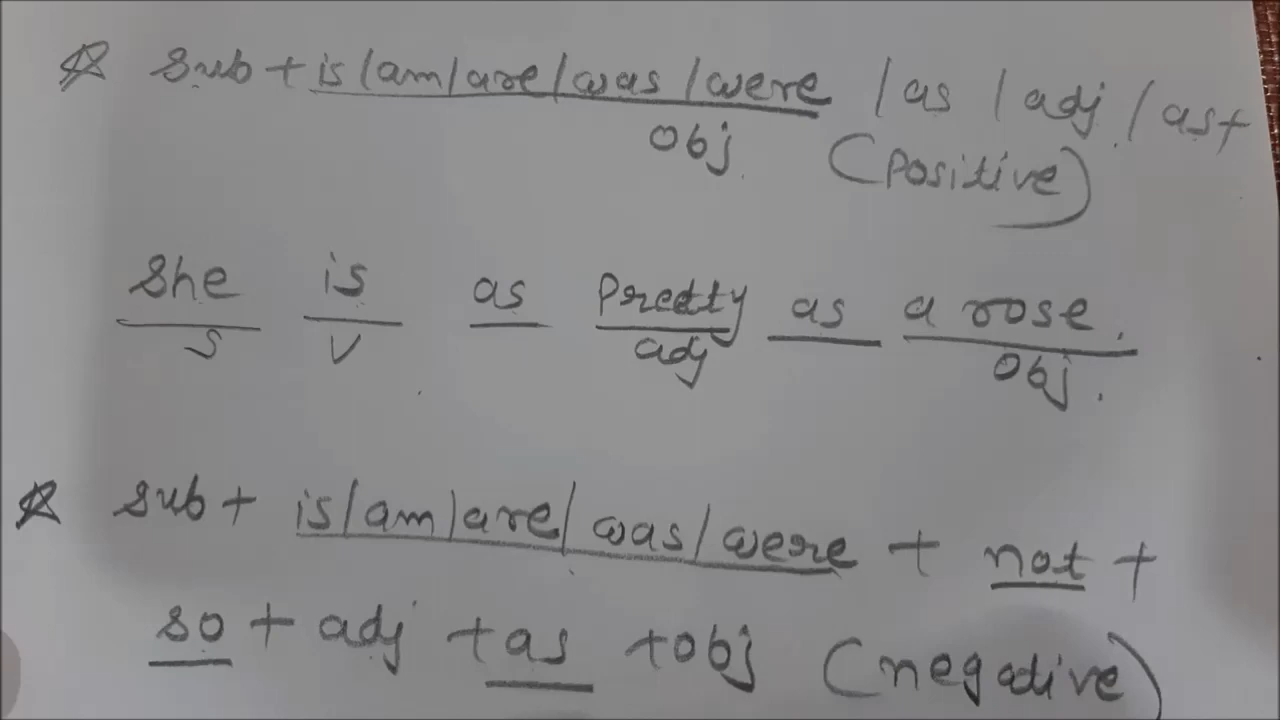 ☆ sub + is/am/are/was/were / as / adj / as +
obj. (positive)
She is as pretty as a rose.
S V adj obj.
☆ sub + is/am/are/was/were + not +
so + adj + as + obj (negative)